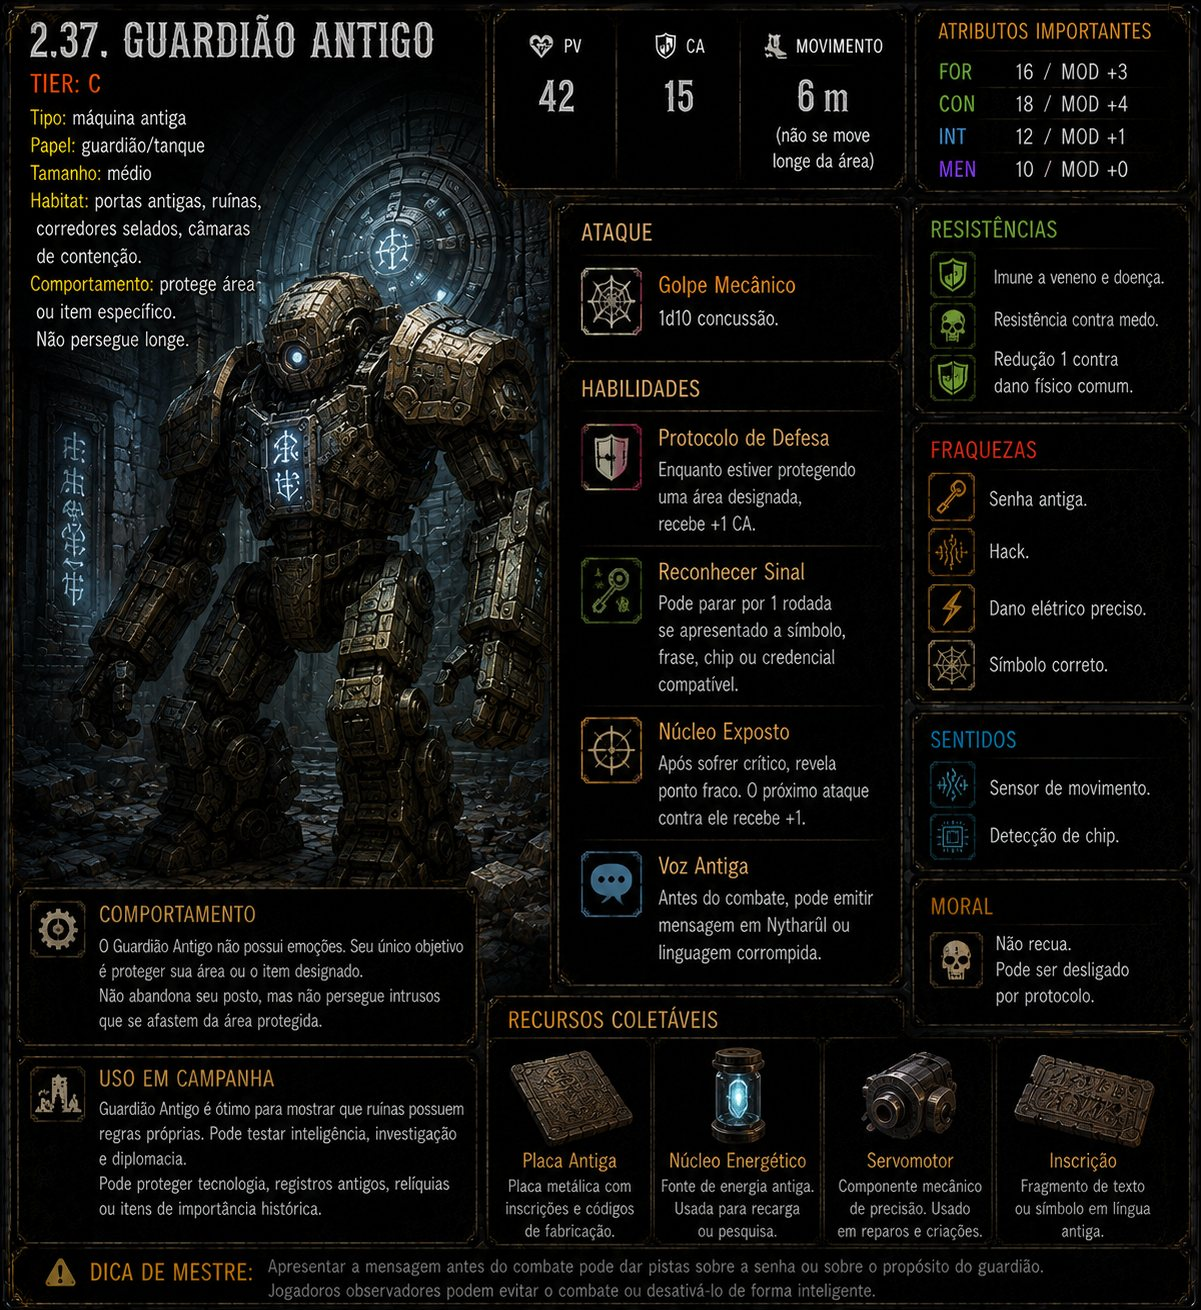 2.37. GUARDIÃO ANTIGO
TIER: C
Tipo: máquina antiga
Papel: guardião/tanque
Tamanho: médio
Habitat: portas antigas, ruínas,
corredores selados, câmaras
de contenção.
Comportamento: protege área
ou item específico.
Não persegue longe.
PV
42
CA
15
MOVIMENTO
6 m
(não se move
longe da área)
ATRIBUTOS IMPORTANTES
FOR 16 / MOD +3
CON 18 / MOD +4
INT 12 / MOD +1
MEN 10 / MOD +0
ATAQUE
Golpe Mecânico
1d10 concussão.
HABILIDADES
Protocolo de Defesa
Enquanto estiver protegendo
uma área designada,
recebe +1 CA.
Reconhecer Sinal
Pode parar por 1 rodada
se apresentado a símbolo,
frase, chip ou credencial
compatível.
Núcleo Exposto
Após sofrer crítico, revela
ponto fraco. O próximo ataque
contra ele recebe +1.
Voz Antiga
Antes do combate, pode emitir
mensagem em Nytharûl ou
linguagem corrompida.
RESISTÊNCIAS
Imune a veneno e doença.
Resistência contra medo.
Redução 1 contra
dano físico comum.
FRAQUEZAS
Senha antiga.
Hack.
Dano elétrico preciso.
Símbolo correto.
SENTIDOS
Sensor de movimento.
Detecção de chip.
MORAL
Não recua.
Pode ser desligado
por protocolo.
COMPORTAMENTO
O Guardião Antigo não possui emoções. Seu único objetivo
é proteger sua área ou o item designado.
Não abandona seu posto, mas não persegue intrusos
que se afastem da área protegida.
USO EM CAMPANHA
Guardião Antigo é ótimo para mostrar que ruínas possuem
regras próprias. Pode testar inteligência, investigação
e diplomacia.
Pode proteger tecnologia, registros antigos, relíquias
ou itens de importância histórica.
RECURSOS COLETÁVEIS
Placa Antiga
Placa metálica com
inscrições e códigos
de fabricação.
Núcleo Energético
Fonte de energia antiga.
Usada para recarga
ou pesquisa.
Servomotor
Componente mecânico
de precisão. Usado
em reparos e criações.
Inscrição
Fragmento de texto
ou símbolo em língua
antiga.
DICA DE MESTRE: Apresentar a mensagem antes do combate pode dar pistas sobre a senha ou sobre o propósito do guardião.
Jogadoros observadores podem evitar o combate ou desativá-lo de forma inteligente.